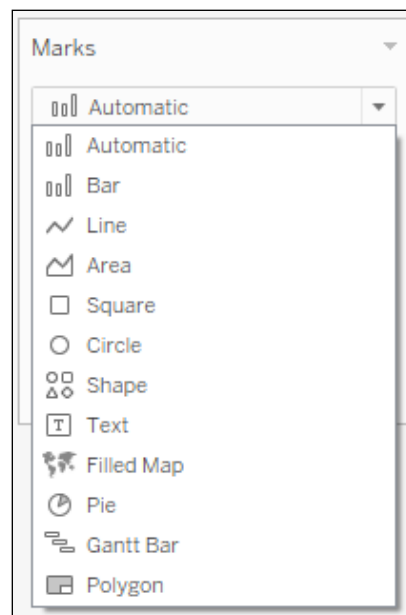 Marks
Automatic
Automatic
Bar
Line
Area
Square
Circle
Shape
T Text
Filled Map
Pie
Gantt Bar
Polygon